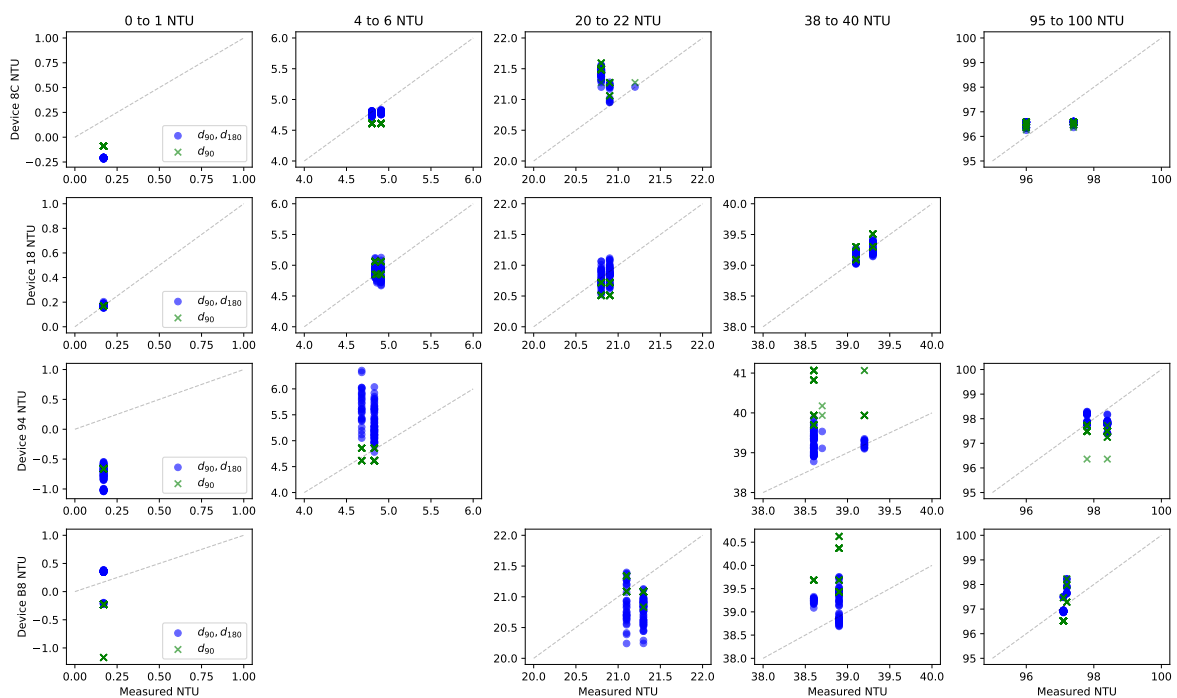 0 to 1 NTU 4 to 6 NTU 20 to 22 NTU 38 to 40 NTU 95 to 100 NTU
Device 8C NTU
1.00 0.75 0.50 0.25 0.00 −0.25
0.00 0.25 0.50 0.75 1.00
d90, d180
d90
6.0 5.5 5.0 4.5 4.0
4.0 4.5 5.0 5.5 6.0
22.0 21.5 21.0 20.5 20.0
20.0 20.5 21.0 21.5 22.0
100 99 98 97 96 95
96 98 100
Device 18 NTU
1.0 0.8 0.6 0.4 0.2 0.0
0.00 0.25 0.50 0.75 1.00
d90, d180
d90
6.0 5.5 5.0 4.5 4.0
4.0 4.5 5.0 5.5 6.0
22.0 21.5 21.0 20.5 20.0
20.0 20.5 21.0 21.5 22.0
40.0 39.5 39.0 38.5 38.0
38.0 38.5 39.0 39.5 40.0
Device 94 NTU
1.0 0.5 0.0 −0.5 −1.0
0.00 0.25 0.50 0.75 1.00
d90, d180
d90
6.0 5.5 5.0 4.5 4.0
4.0 4.5 5.0 5.5 6.0
41 40 39 38
38.0 38.5 39.0 39.5 40.0
100 99 98 97 96 95
96 98 100
Device B8 NTU
1.0 0.5 0.0 −0.5 −1.0
0.00 0.25 0.50 0.75 1.00
d90, d180
d90
22.0 21.5 21.0 20.5 20.0
20.0 20.5 21.0 21.5 22.0
40.5 40.0 39.5 39.0 38.5 38.0
38.0 38.5 39.0 39.5 40.0
100 99 98 97 96 95
96 98 100
Measured NTU Measured NTU Measured NTU Measured NTU